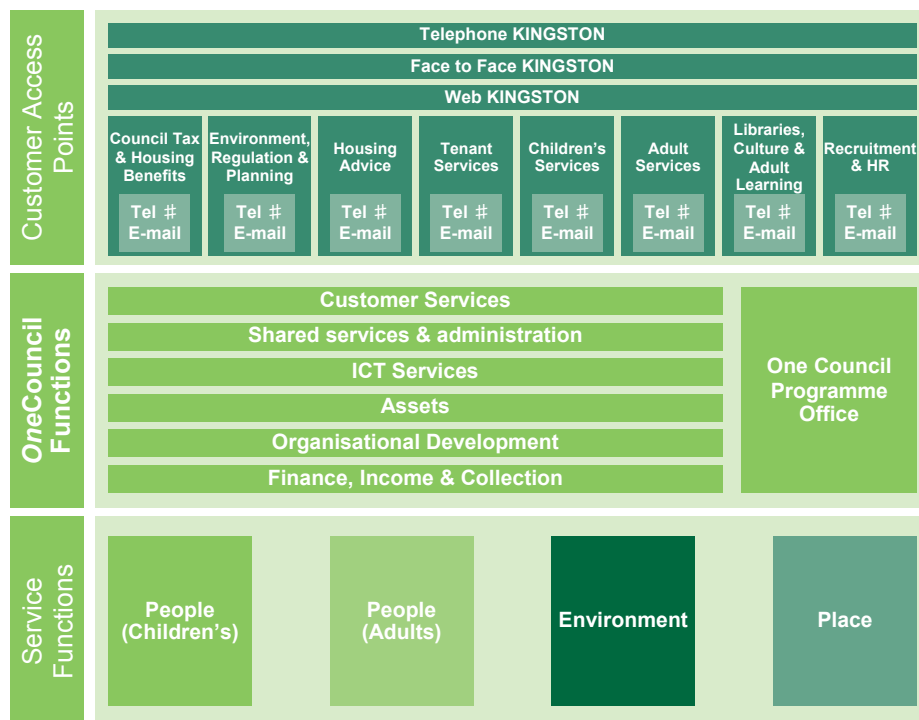 Customer Access
Points
Telephone KINGSTON
Face to Face KINGSTON
Web KINGSTON
Council Tax
& Housing
Benefits
Tel #
E-mail
Environment,
Regulation &
Planning
Tel #
E-mail
Housing
Advice
Tel #
E-mail
Tenant
Services
Tel #
E-mail
Children’s
Services
Tel #
E-mail
Adult
Services
Tel #
E-mail
Libraries,
Culture &
Adult
Learning
Tel #
E-mail
Recruitment
& HR
Tel #
E-mail
OneCouncil
Functions
Customer Services
Shared services & administration
ICT Services
Assets
Organisational Development
Finance, Income & Collection
One Council
Programme
Office
Service
Functions
People
(Children’s)
People
(Adults)
Environment
Place